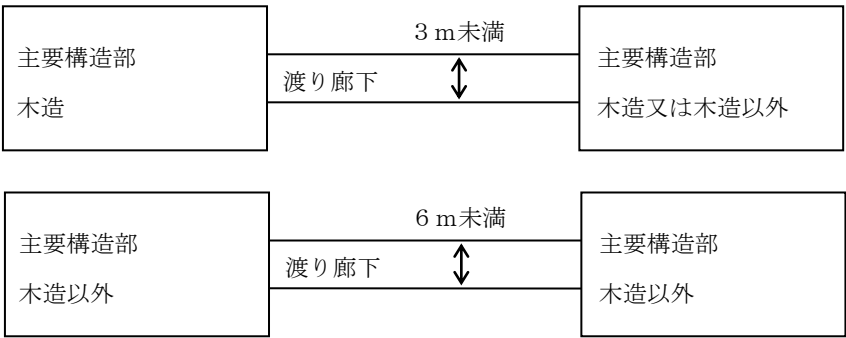 ３ｍ未満
主要構造部
木造
渡り廊下
主要構造部
木造又は木造以外
６ｍ未満
主要構造部
木造以外
渡り廊下
主要構造部
木造以外